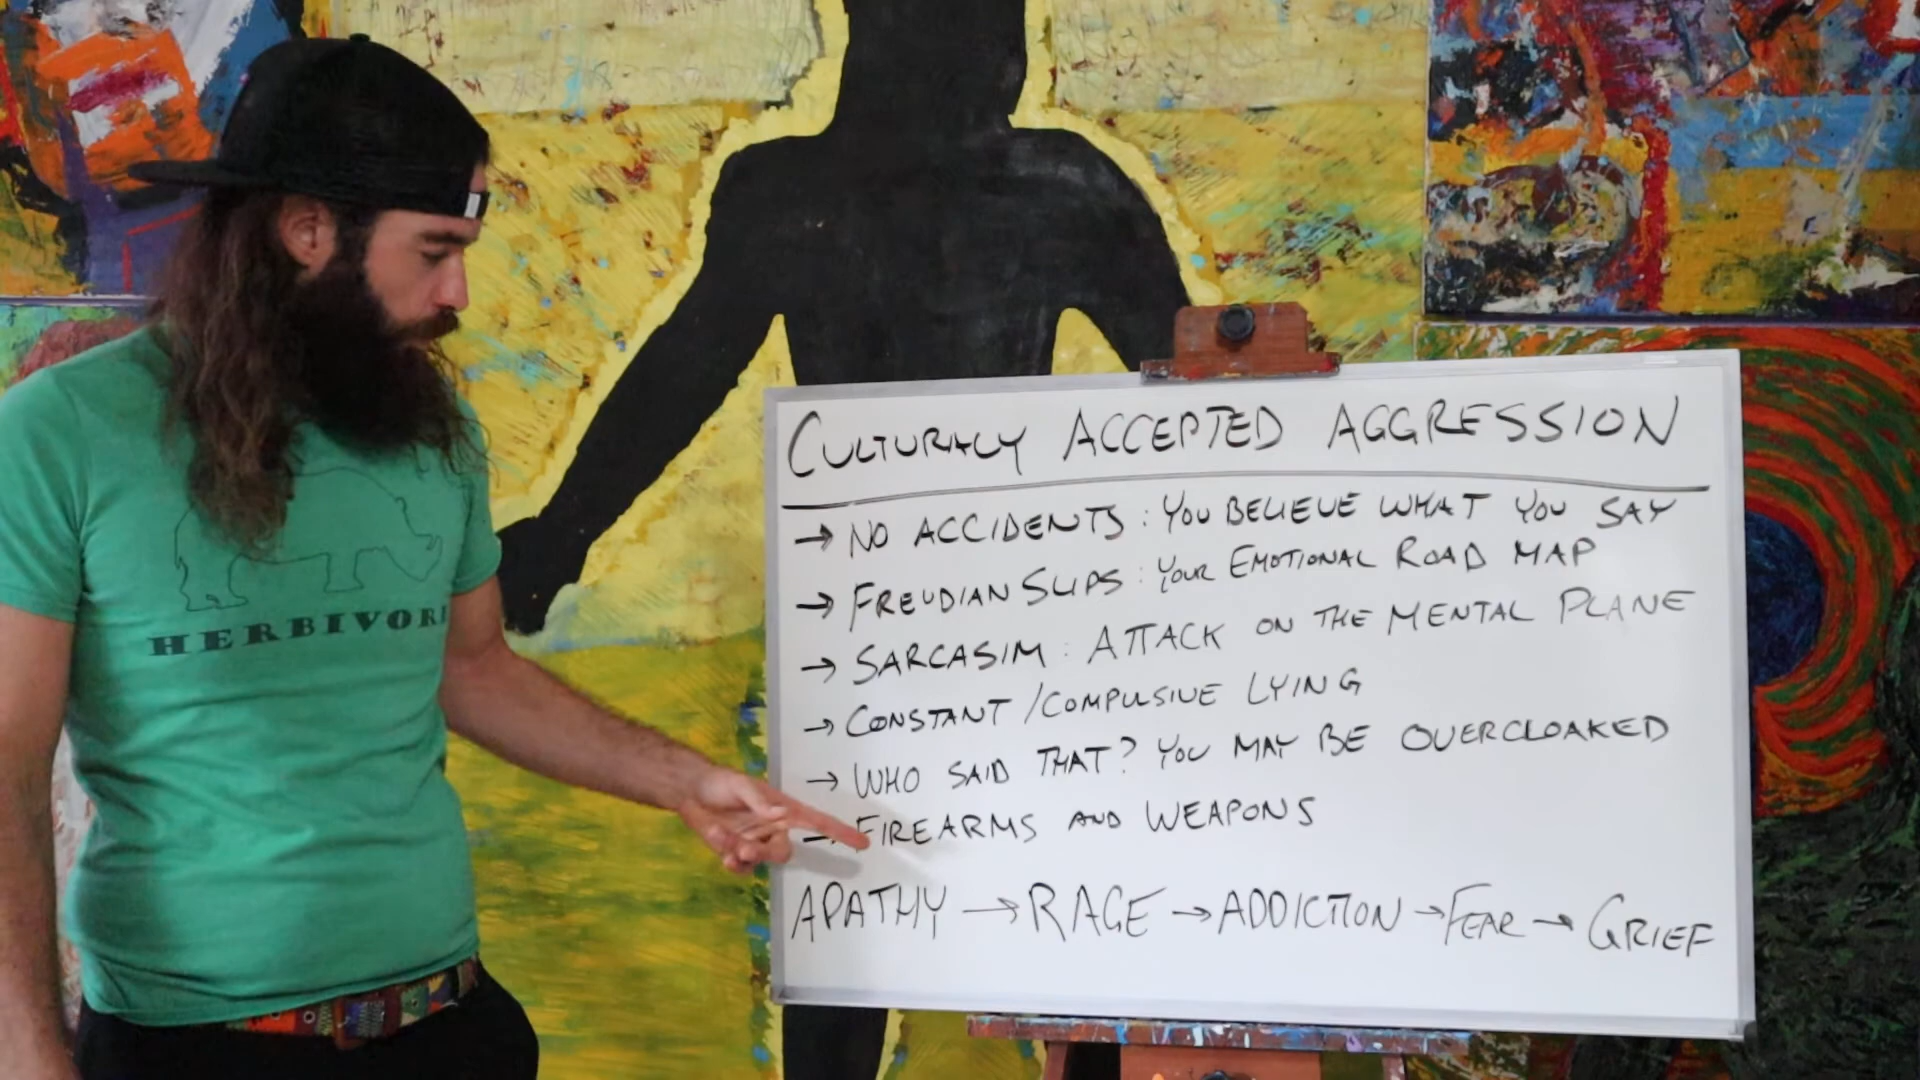 HERBIVORE
CULTURALLY ACCEPTED AGGRESSION
→ NO ACCIDENTS: YOU BELIEVE WHAT YOU SAY
→ FREUDIAN SLIPS: YOUR EMOTIONAL ROAD MAP
→ SARCASIM: ATTACK ON THE MENTAL PLANE
→ CONSTANT/COMPULSIVE LYING
→ WHO SAID THAT? YOU MAY BE OVERCLOAKED
→ FIREARMS AND WEAPONS
APATHY → RAGE → ADDICTION → FEAR → GRIEF